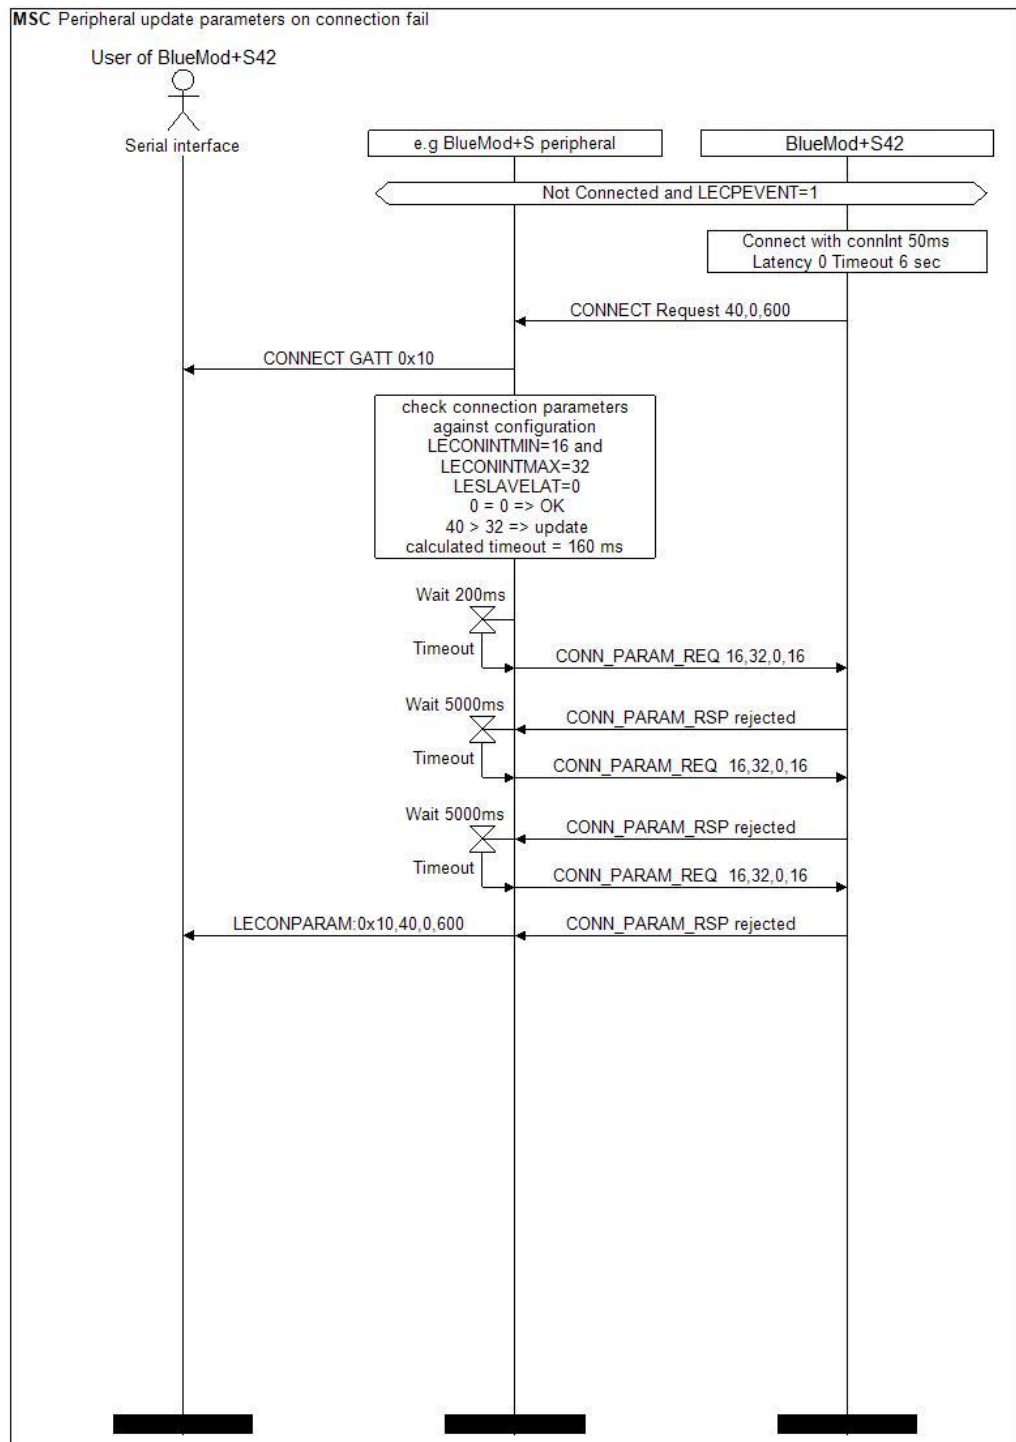 MSC Peripheral update parameters on connection fail
User of BlueMod+S42
Serial interface
e.g BlueMod+S peripheral
BlueMod+S42
Not Connected and LECPEVENT=1
Connect with connInt 50ms
Latency 0 Timeout 6 sec
CONNECT Request 40,0,600
CONNECT GATT 0x10
check connection parameters
against configuration
LECONINTMIN=16 and
LECONINTMAX=32
LESLAVELAT=0
0 = 0 => OK
40 > 32 => update
calculated timeout = 160 ms
Wait 200ms
Timeout
CONN_PARAM_REQ 16,32,0,16
Wait 5000ms
CONN_PARAM_RSP rejected
Timeout
CONN_PARAM_REQ 16,32,0,16
Wait 5000ms
CONN_PARAM_RSP rejected
Timeout
CONN_PARAM_REQ 16,32,0,16
LECONPARAM:0x10,40,0,600
CONN_PARAM_RSP rejected